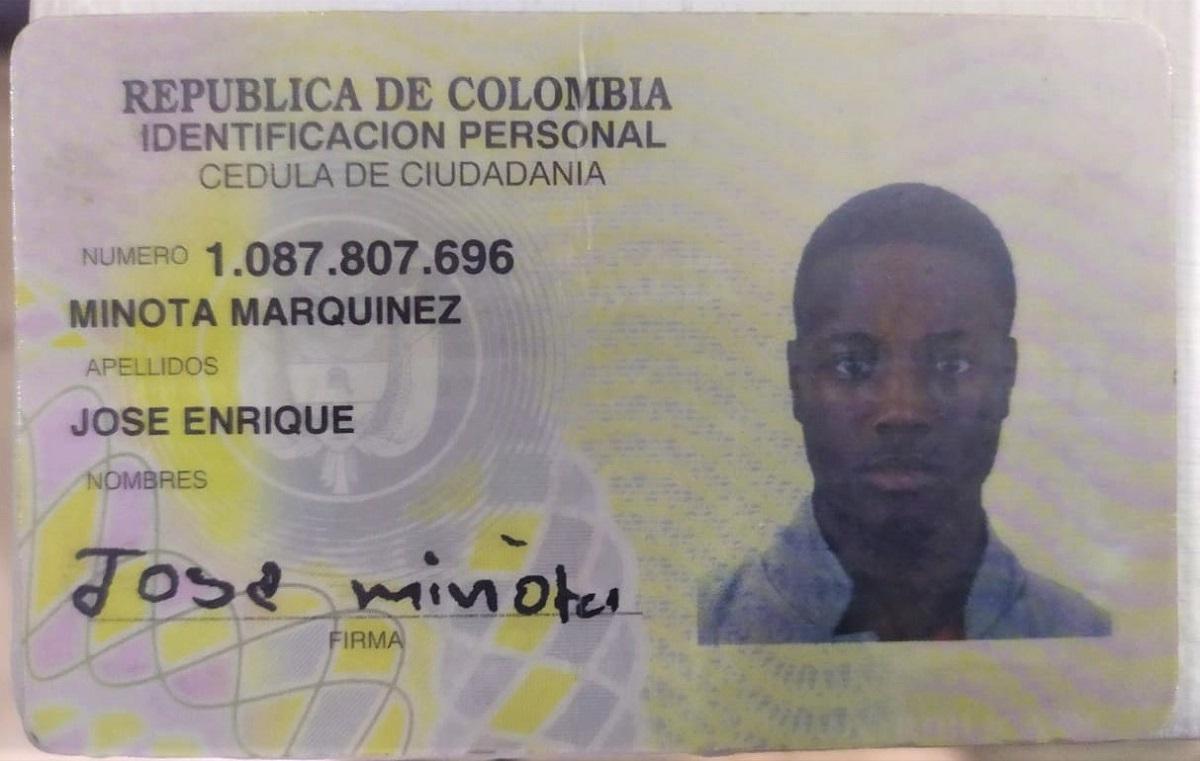 REPUBLICA DE COLOMBIA
IDENTIFICACION PERSONAL
CEDULA DE CIUDADANIA
NUMERO 1.087.807.696
MINOTA MARQUINEZ
APELLIDOS
JOSE ENRIQUE
NOMBRES
Jose minota
FIRMA